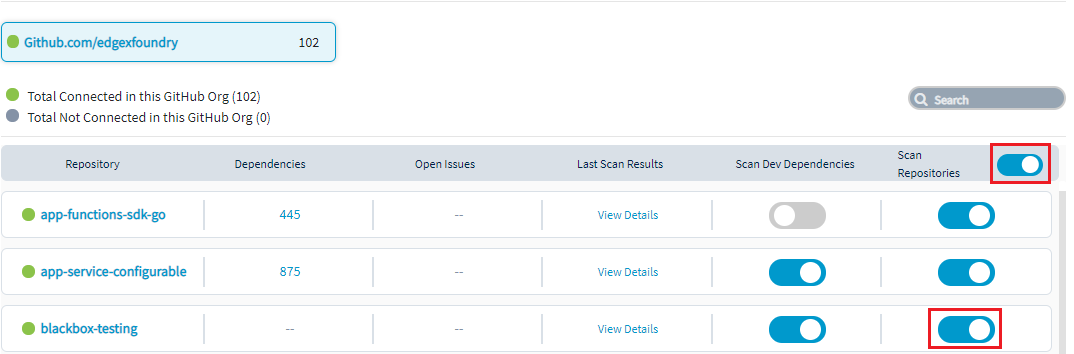 Github.com/edgexfoundry 102
Total Connected in this GitHub Org (102)
Total Not Connected in this GitHub Org (0)
Search
Repository Dependencies Open Issues Last Scan Results Scan Dev Dependencies Scan Repositories
app-functions-sdk-go 445 -- View Details
app-service-configurable 875 -- View Details
blackbox-testing -- -- View Details